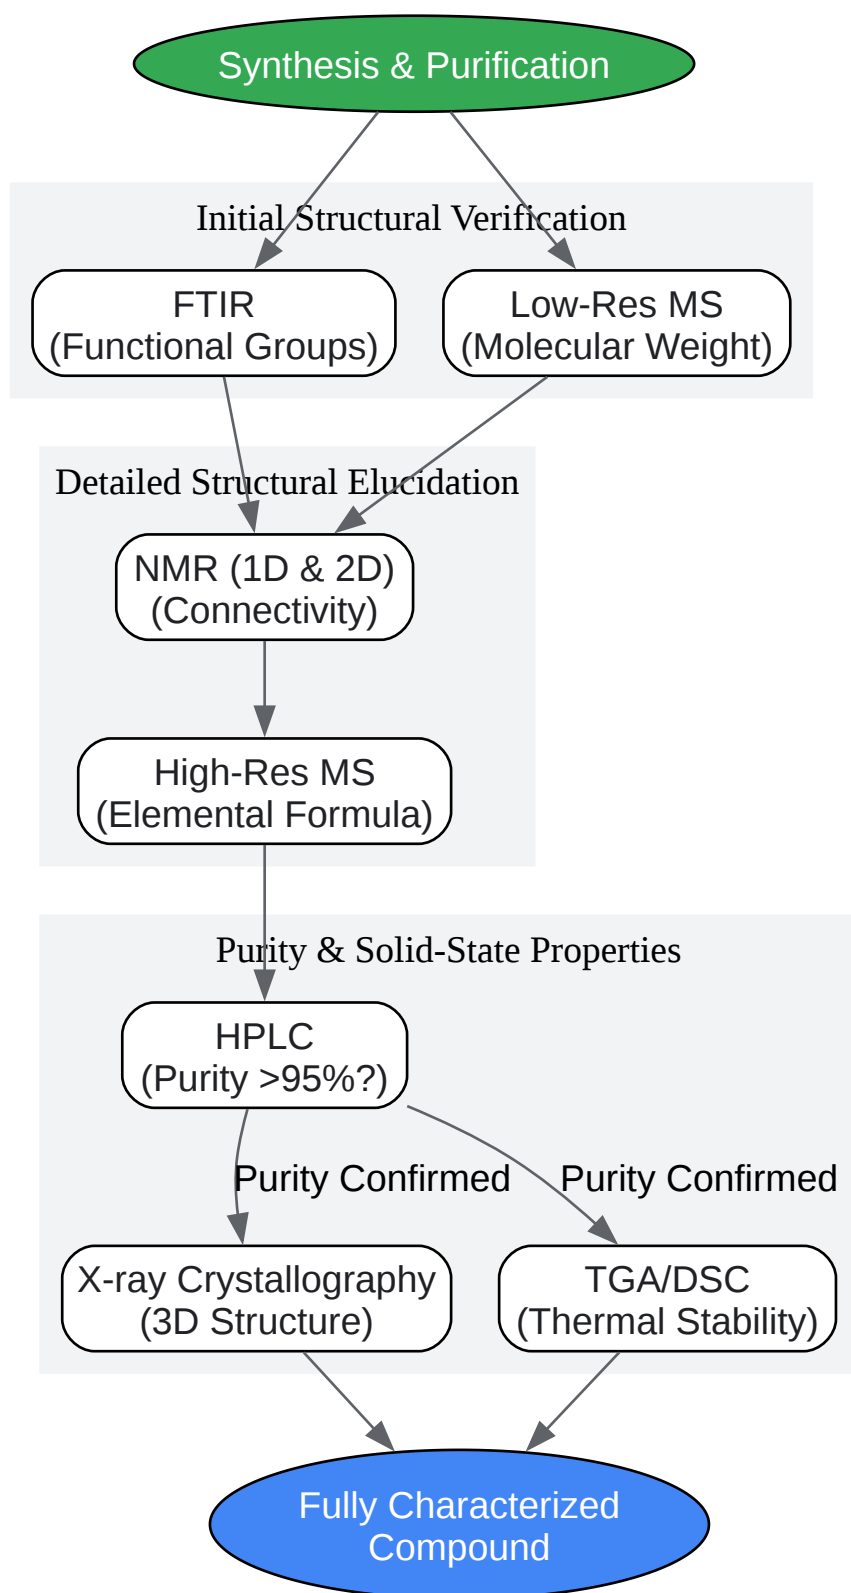 Synthesis & Purification
Initial Structural Verification
FTIR
(Functional Groups)
Low-Res MS
(Molecular Weight)
Detailed Structural Elucidation
NMR (1D & 2D)
(Connectivity)
High-Res MS
(Elemental Formula)
Purity & Solid-State Properties
HPLC
(Purity >95%?)
Purity Confirmed
Purity Confirmed
X-ray Crystallography
(3D Structure)
TGA/DSC
(Thermal Stability)
Fully Characterized
Compound